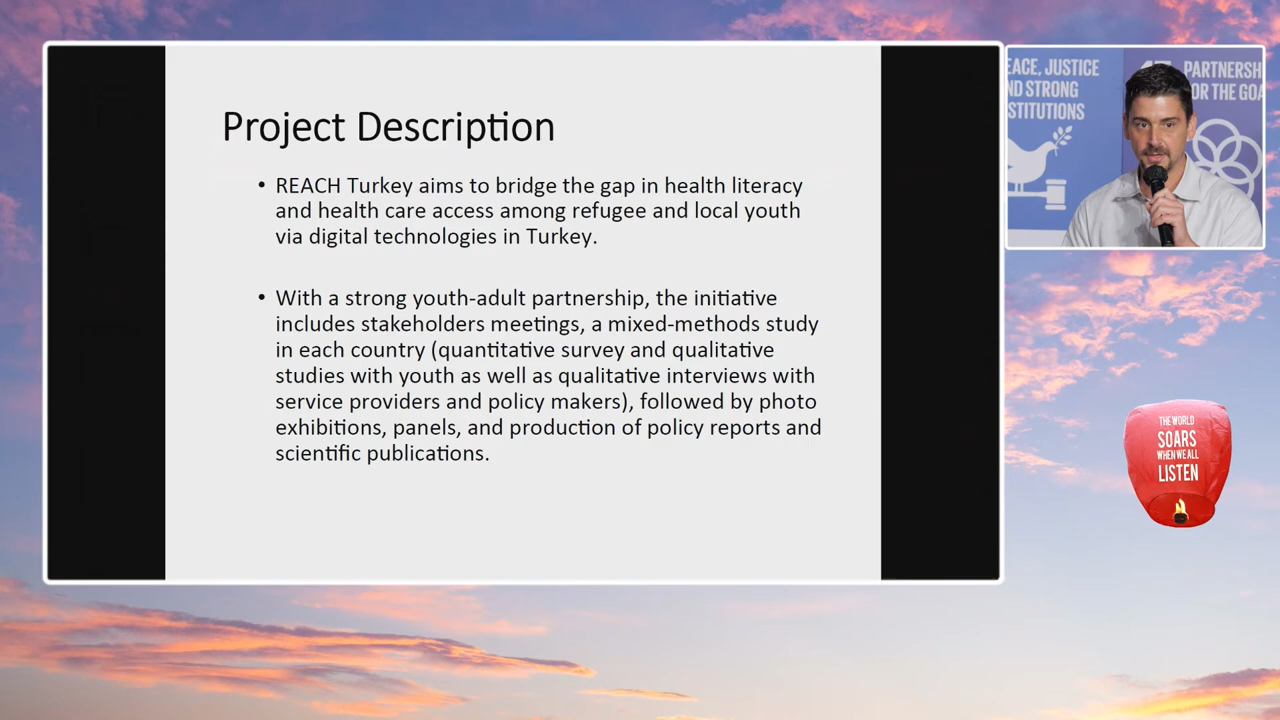 Project Description
• REACH Turkey aims to bridge the gap in health literacy
and health care access among refugee and local youth
via digital technologies in Turkey.
• With a strong youth-adult partnership, the initiative
includes stakeholders meetings, a mixed-methods study
in each country (quantitative survey and qualitative
studies with youth as well as qualitative interviews with
service providers and policy makers), followed by photo
exhibitions, panels, and production of policy reports and
scientific publications.
EACE, JUSTICE
ND STRONG
STITUTIONS
PARTNERSH
OR THE GOA
THE WORLD
SOARS
WHEN WE ALL
LISTEN